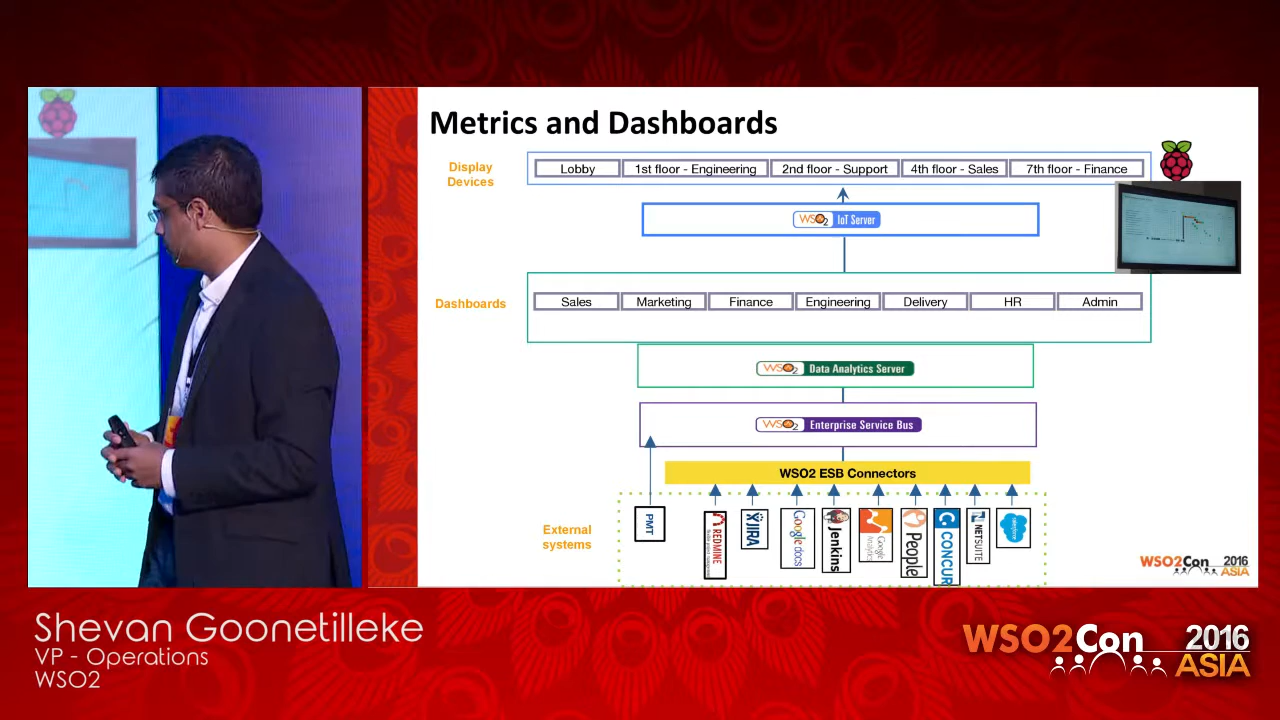 Metrics and Dashboards
Display
Devices
Lobby
1st floor - Engineering
2nd floor - Support
4th floor - Sales
7th floor - Finance
WSO2 IoT Server
Dashboards
Sales
Marketing
Finance
Engineering
Delivery
HR
Admin
WSO2 Data Analytics Server
WSO2 Enterprise Service Bus
WSO2 ESB Connectors
External
systems
PMT
REDMINE
JIRA
Google docs
Jenkins
Google
Analytics
People
CONCUR
NETSUITE
salesforce
WSO2Con 2016
ASIA
Shevan Goonetilleke
VP - Operations
WSO2
WSO2Con 2016
ASIA